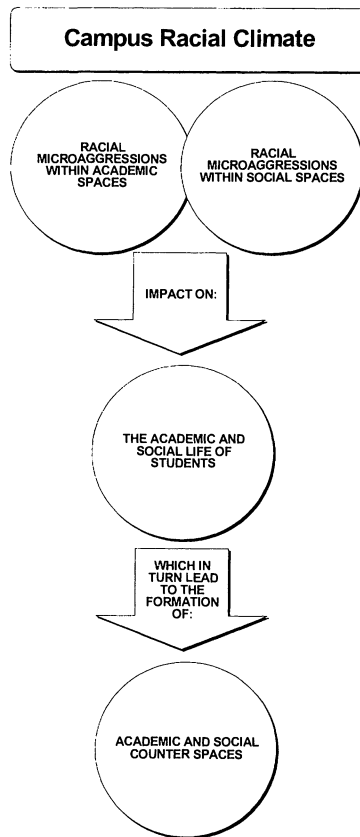 Campus Racial Climate
RACIAL
MICROAGGRESSIONS
WITHIN ACADEMIC
SPACES
RACIAL
MICROAGGRESSIONS
WITHIN SOCIAL SPACES
IMPACT ON:
THE ACADEMIC AND
SOCIAL LIFE OF
STUDENTS
WHICH IN
TURN LEAD
TO THE
FORMATION
OF:
ACADEMIC AND SOCIAL
COUNTER SPACES